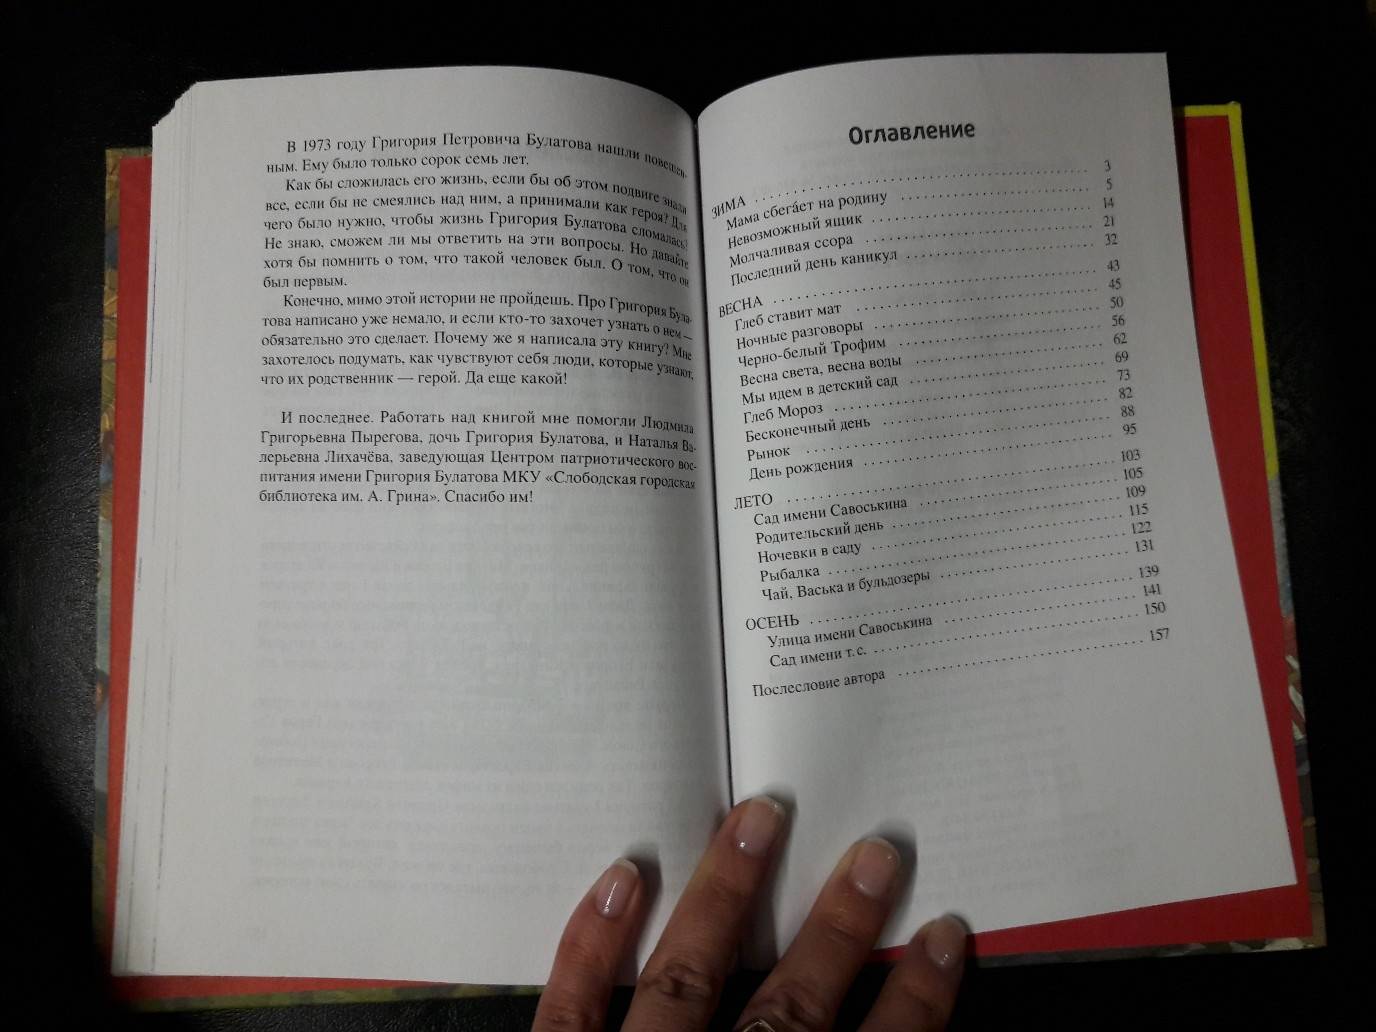 В 1973 году Григория Петровича Булатова нашли повешен-
ным. Ему было только сорок семь лет.
Как бы сложилась его жизнь, если бы об этом подвиге знали
все, если бы не смеялись над ним, а принимали как героя? Для
чего было нужно, чтобы жизнь Григория Булатова сломалась?
Не знаю, сможем ли мы ответить на эти вопросы. Но давайте
хотя бы помнить о том, что такой человек был. О том, что он
был первым.
Конечно, мимо этой истории не пройдешь. Про Григория Була-
това написано уже немало, и если кто-то захочет узнать о нем —
обязательно это сделает. Почему же я написала эту книгу? Мне
захотелось подумать, как чувствуют себя люди, которые узнают,
что их родственник — герой. Да еще какой!
И последнее. Работать над книгой мне помогли Людмила
Григорьевна Пырегова, дочь Григория Булатова, и Наталья Ва-
лерьевна Лихачёва, заведующая Центром патриотического вос-
питания имени Григория Булатова МКУ «Слободская городская
библиотека им. А. Грина». Спасибо им!
Оглавление
ЗИМА . . . . . . . . . . 3
Мама сбегáет на родину . . . . . . . . . . 5
Невозможный ящик . . . . . . . . . . 14
Молчаливая ссора . . . . . . . . . . 21
Последний день каникул . . . . . . . . . . 32
ВЕСНА . . . . . . . . . . 43
Глеб ставит мат . . . . . . . . . . 45
Ночные разговоры . . . . . . . . . . 50
Черно-белый Трофим . . . . . . . . . . 56
Весна света, весна воды . . . . . . . . . . 62
Мы идем в детский сад . . . . . . . . . . 69
Глеб Мороз . . . . . . . . . . 73
Бесконечный день . . . . . . . . . . 82
Рынок . . . . . . . . . . 88
День рождения . . . . . . . . . . 95
ЛЕТО . . . . . . . . . . 103
Сад имени Савоськина . . . . . . . . . . 105
Родительский день . . . . . . . . . . 109
Ночевки в саду . . . . . . . . . . 115
Рыбалка . . . . . . . . . . 122
Чай, Васька и бульдозеры . . . . . . . . . . 131
ОСЕНЬ . . . . . . . . . . 139
Улица имени Савоськина . . . . . . . . . . 141
Сад имени т. с. . . . . . . . . . . 150
Послесловие автора . . . . . . . . . . 157